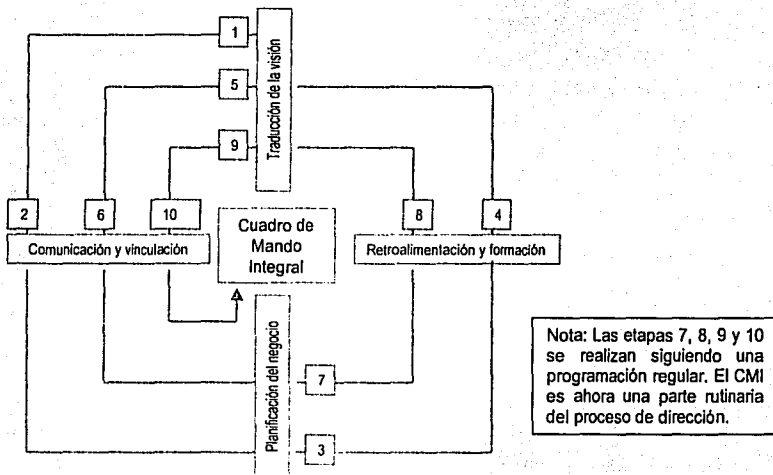 1
5
9
Traducción de la visión
2
6
10
8
4
Comunicación y vinculación
Cuadro de
Mando
Integral
Retroalimentación y formación
Planificación del negocio
7
3
Nota: Las etapas 7, 8, 9 y 10
se realizan siguiendo una
programación regular. El CMI
es ahora una parte rutinaria
del proceso de dirección.